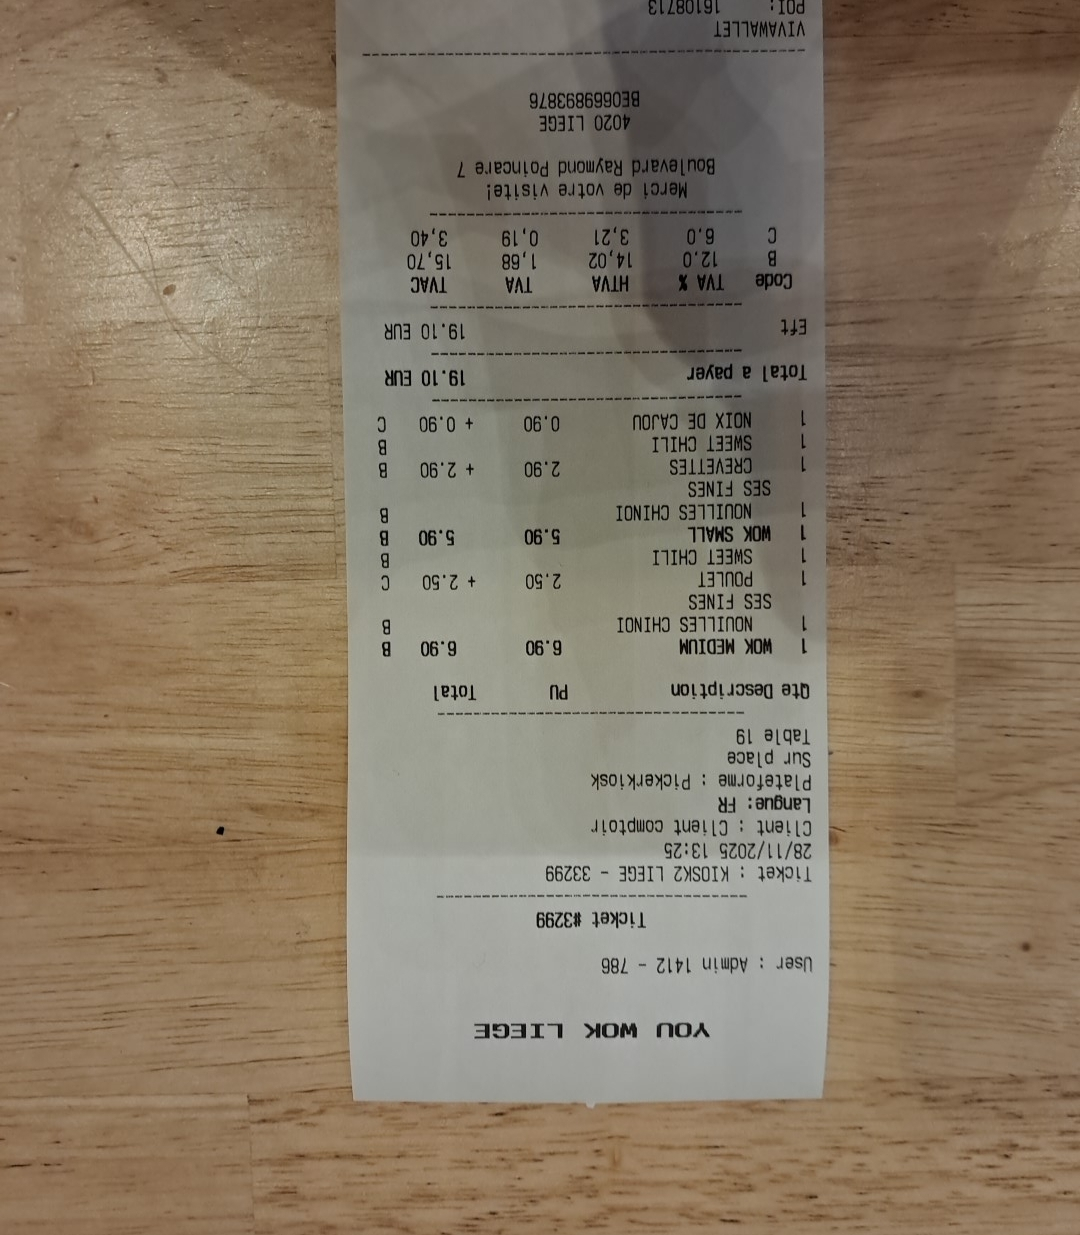 YOU WOK LIEGE
User : Admin 1412 - 786
Ticket #3299
Ticket : KIOSK2 LIEGE - 33299
28/11/2025 13:25
Client : Client comptoir
Langue: FR
Plateforme : Pickerkiosk
Sur place
Table 19
Qte Description PU Total
1 WOK MEDIUM 6.90 6.90 B
1 NOUILLES CHINOI B
SES FINES
1 POULET 2.50 + 2.50 C
1 SWEET CHILI B
1 WOK SMALL 5.90 5.90 B
1 NOUILLES CHINOI B
SES FINES
1 CREVETTES 2.90 + 2.90 B
1 SWEET CHILI B
1 NOIX DE CAJOU 0.90 + 0.90 C
Total a payer 19.10 EUR
Eft 19.10 EUR
Code TVA % HTVA TVA TVAC
B 12.0 14,02 1,68 15,70
C 6.0 3,21 0,19 3,40
Merci de votre visite!
Boulevard Raymond Poincare 7
4020 LIEGE
BE0669893876
VIVAWALLET
POI: 16108713